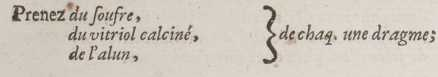 Prenez du ſoufre,
du vitriol calciné, } de chaq. une dragme;
de l'alun,